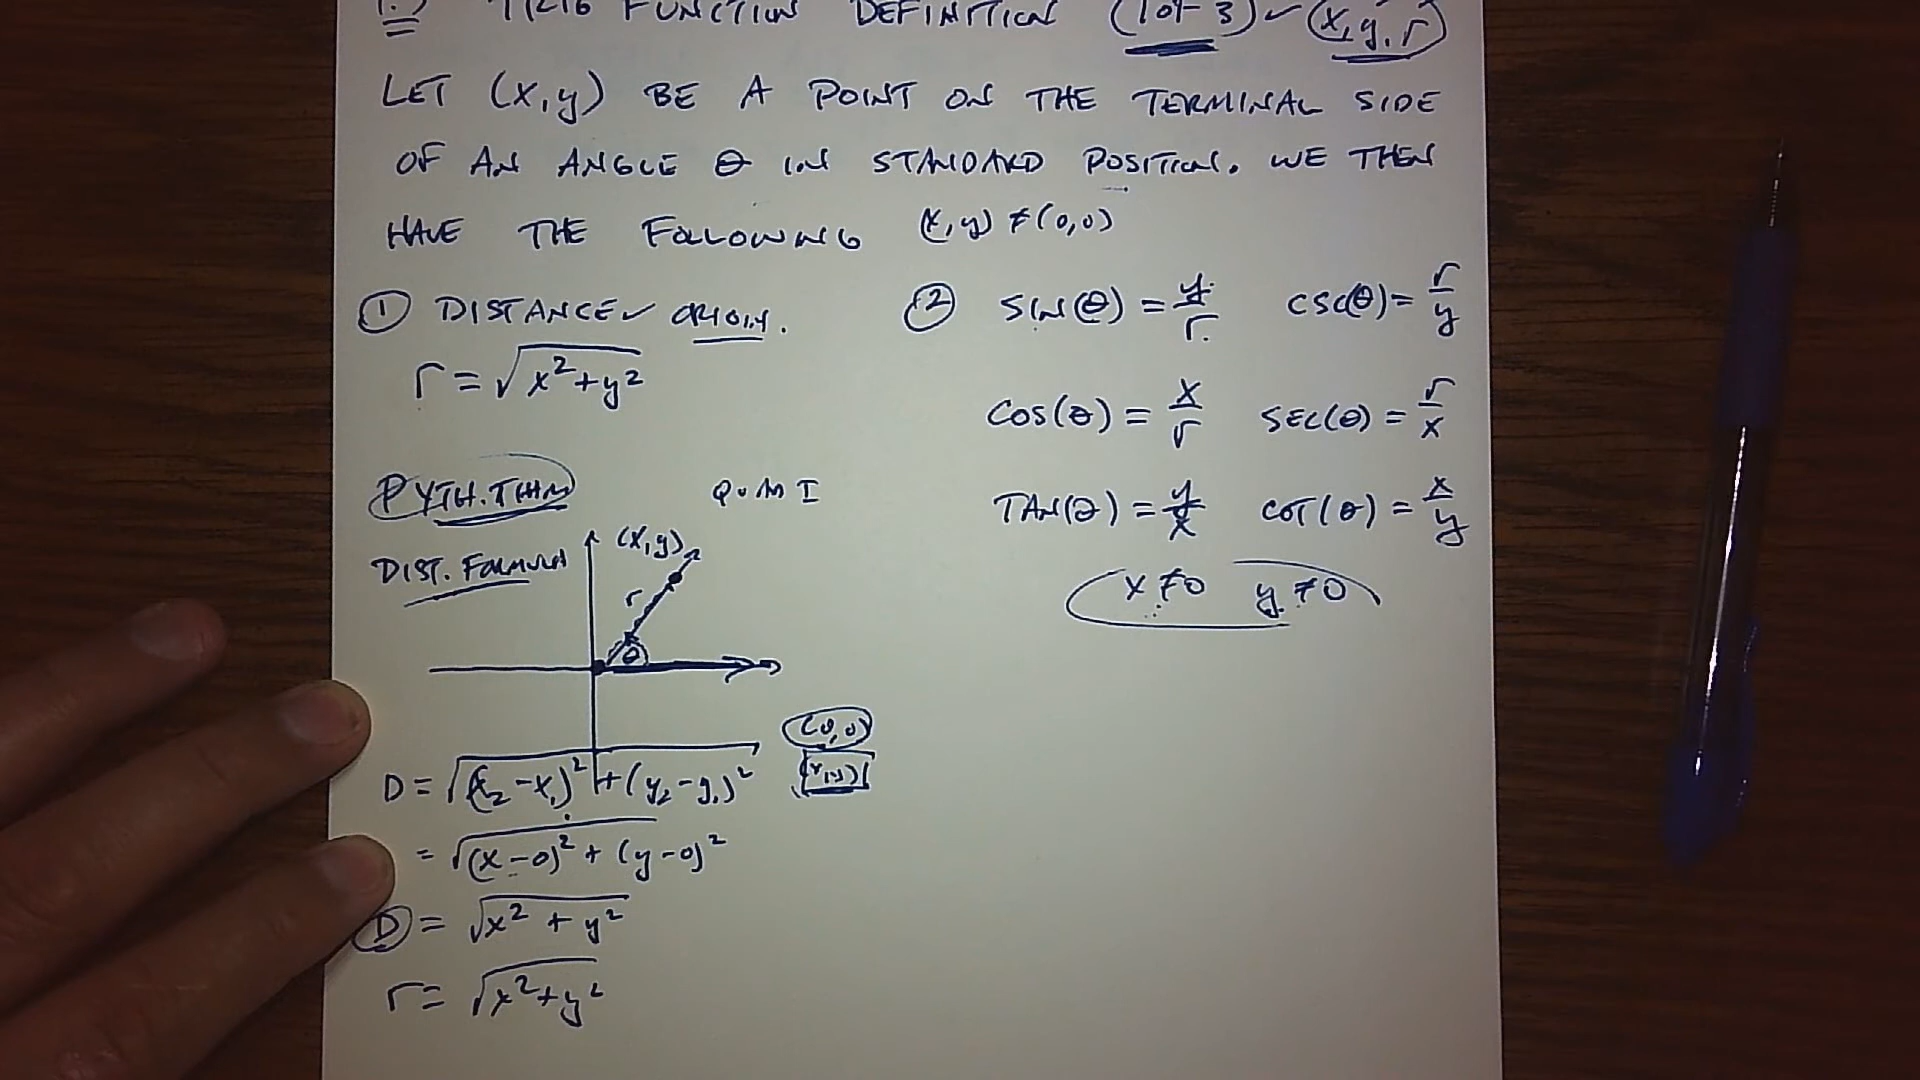 1.) TRIG FUNCTION DEFINITION (1 OF 3) (x, y, r)
LET (x,y) BE A POINT ON THE TERMINAL SIDE
OF AN ANGLE θ IN STANDARD POSITION. WE THEN
HAVE THE FOLLOWING (x,y) ≠ (0,0)
① DISTANCE ✓ ORIGIN.
r = √(x²+y²)
PYTH. THM
QUAD I
DIST. FORMULA
(x,y)
r
θ
(0,0)
(x,y)
D = √((x₂-x₁)² + (y₂-y₁)²)
= √((x-0)² + (y-0)²)
D = √(x² + y²)
r = √(x²+y²)
② SIN(θ) = y/r CSC(θ) = r/y
COS(θ) = x/r SEC(θ) = r/x
TAN(θ) = y/x COT(θ) = x/y
x ≠ 0 y ≠ 0